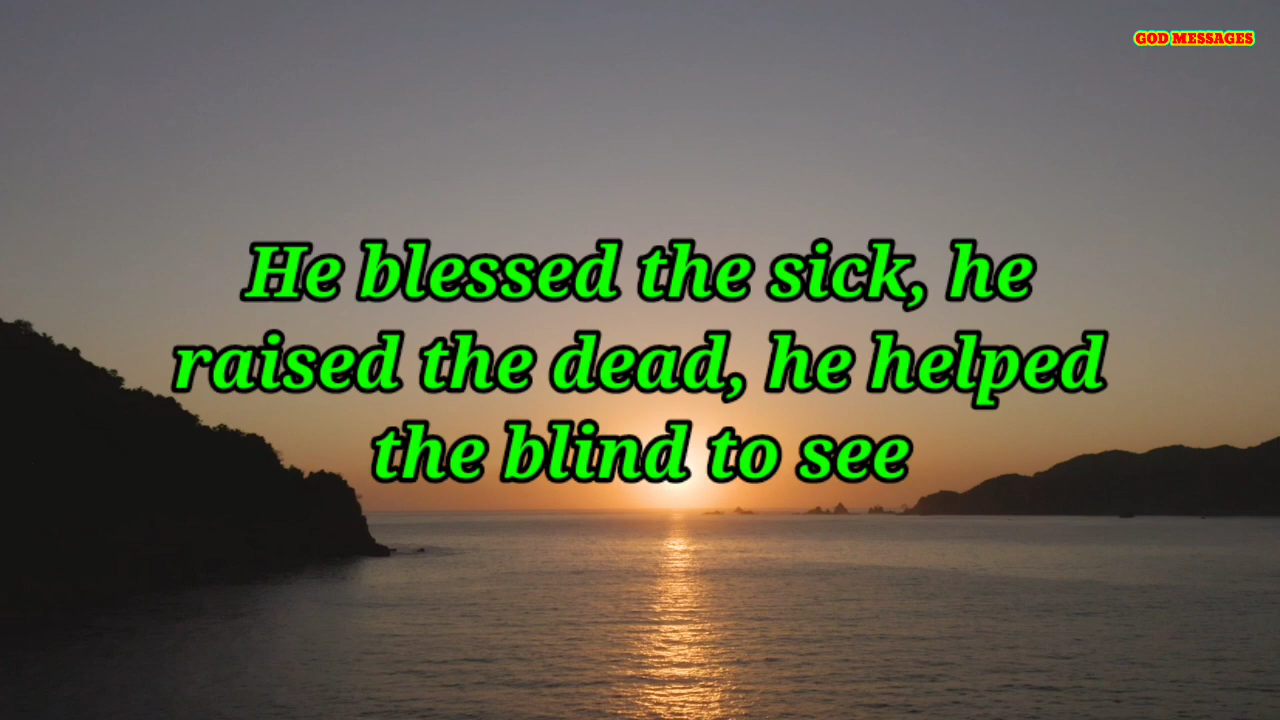 GOD MESSAGES
He blessed the sick, he
raised the dead, he helped
the blind to see